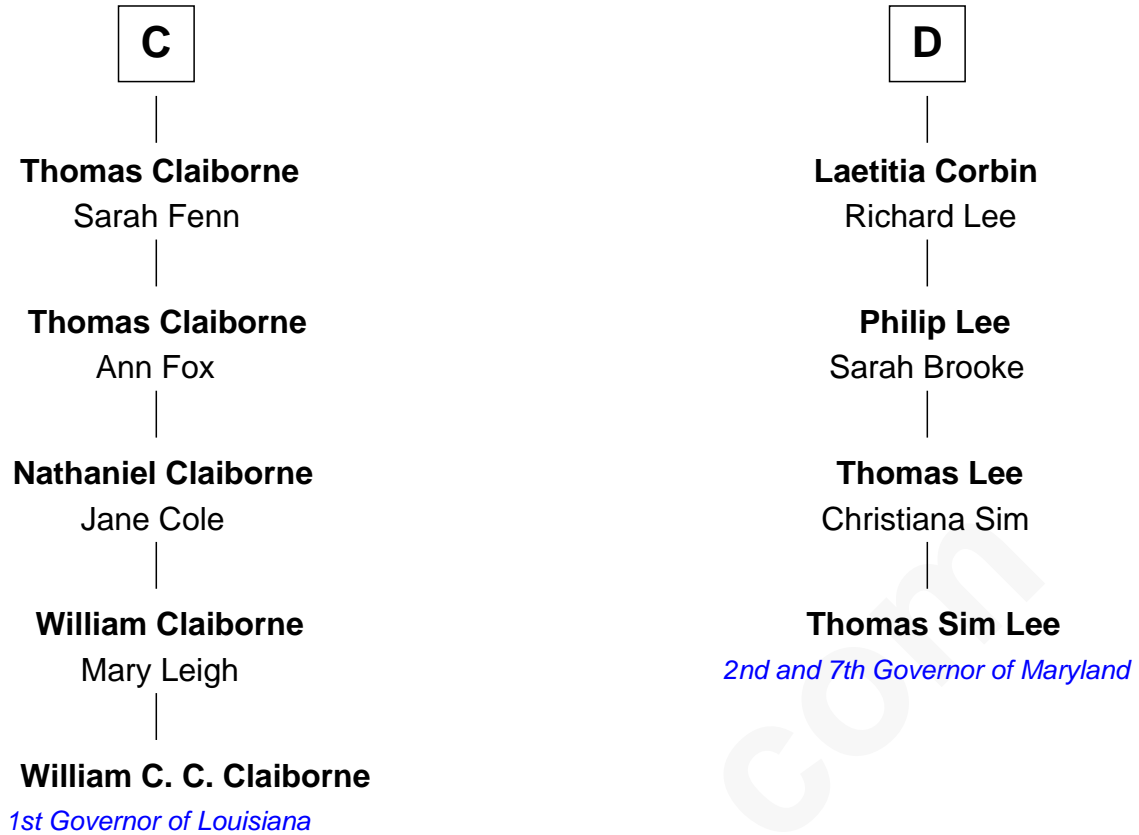 C
Thomas Claiborne
Sarah Fenn
Thomas Claiborne
Ann Fox
Nathaniel Claiborne
Jane Cole
William Claiborne
Mary Leigh
William C. C. Claiborne
1st Governor of Louisiana
D
Laetitia Corbin
Richard Lee
Philip Lee
Sarah Brooke
Thomas Lee
Christiana Sim
Thomas Sim Lee
2nd and 7th Governor of Maryland
com